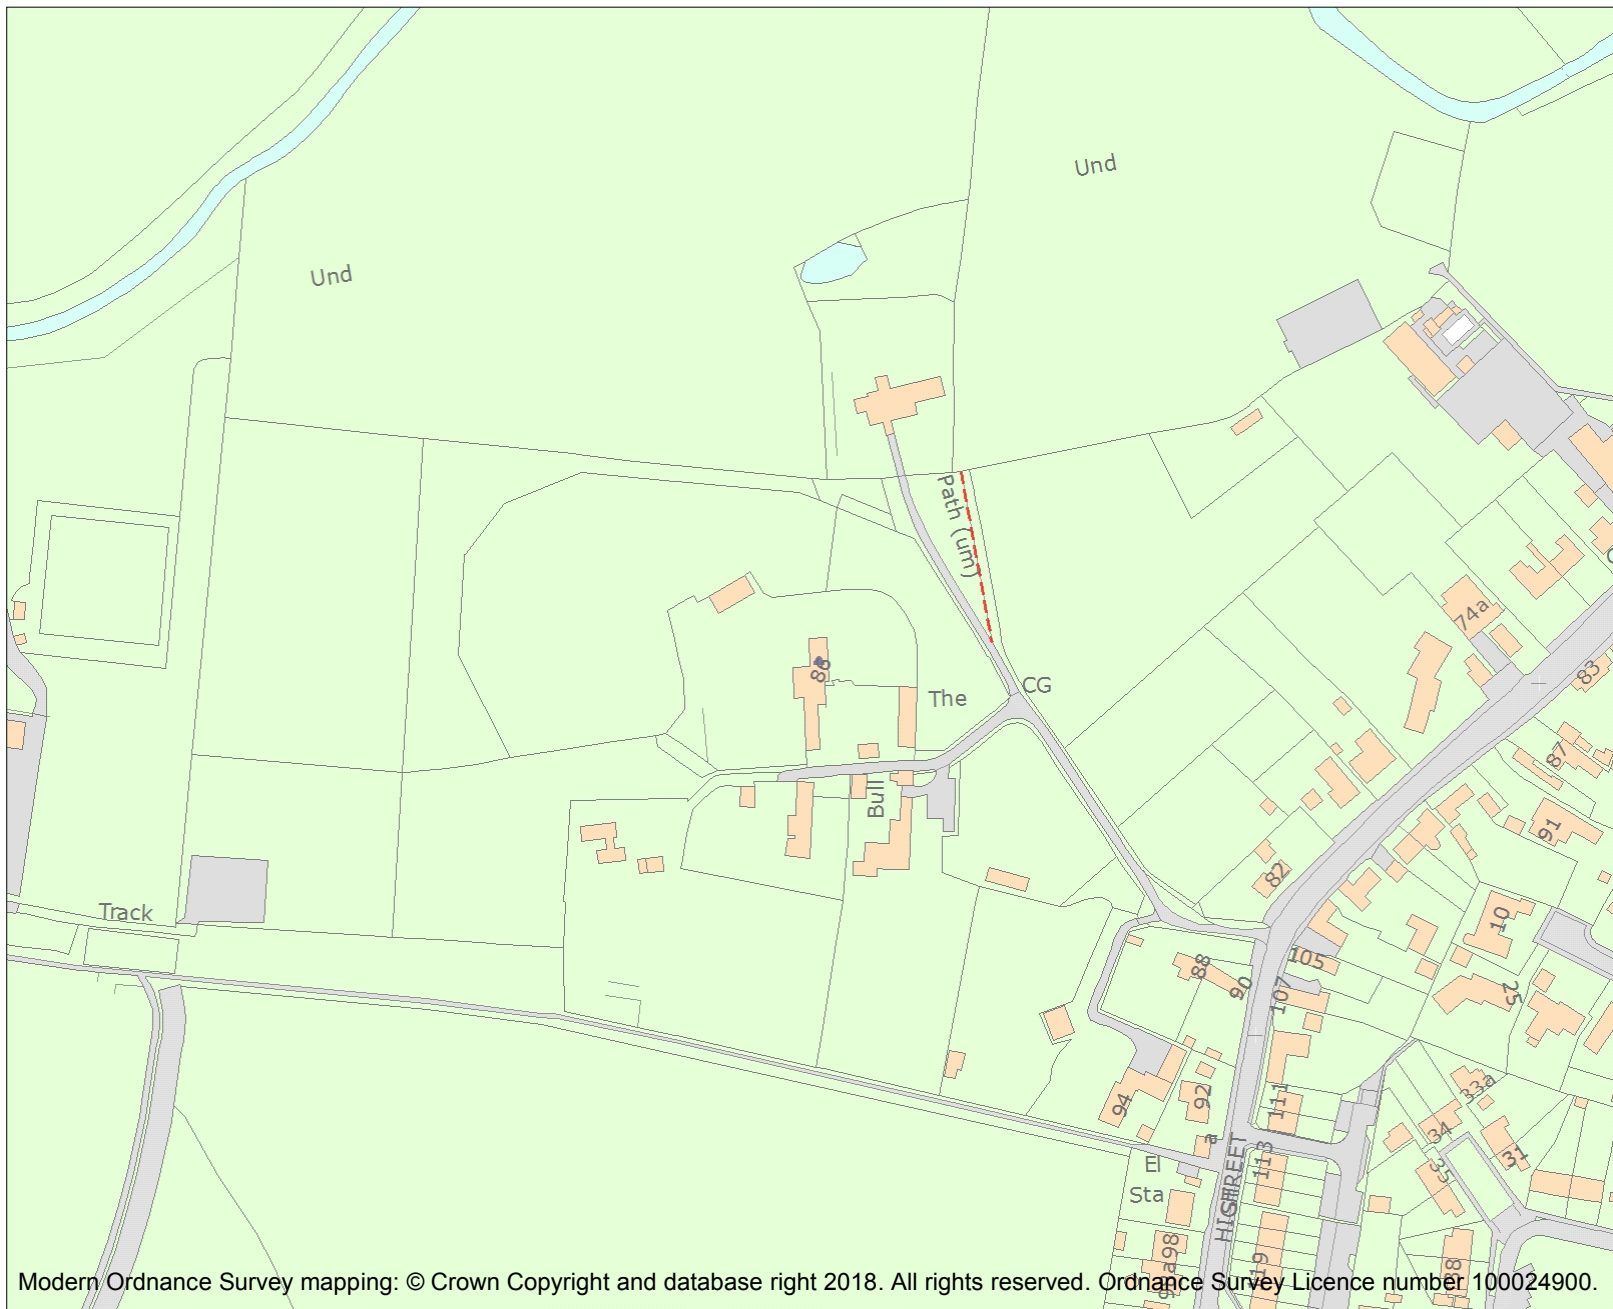 Und
Und
Path (um)
74a
86
The
CG
83
87
Bull
91
82
Track
10
88
105
90
107
25
94
92
111
33a
34
a
El
Sta
HIGH STREET
113
35
31
98
119
38
Modern Ordnance Survey mapping: © Crown Copyright and database right 2018. All rights reserved. Ordnance Survey Licence number 100024900.